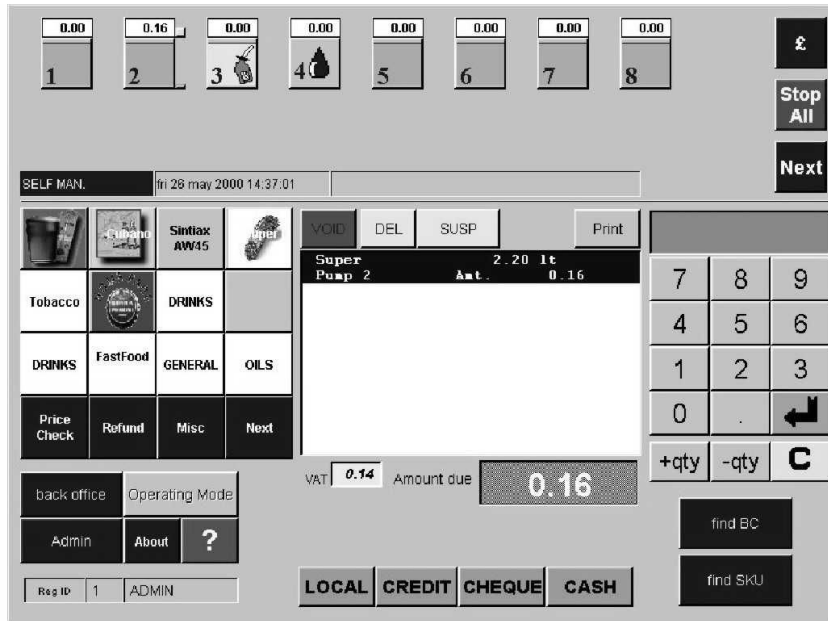 0.00 0.16 0.00 0.00 0.00 0.00 0.00 0.00
£
1 2 3 4 5 6 7 8
Stop
All
Next
SELF MAN. fri 26 may 2000 14:37:01
Cubano Sintiax
AW45 Super
VOID DEL SUSP Print
Super 2.20 lt
Pump 2 Amt. 0.16
Tobacco DRINKS
DRINKS FastFood GENERAL OILS
Price
Check Refund Misc Next
7 8 9
4 5 6
1 2 3
0 .
+qty -qty C
VAT 0.14 Amount due 0.16
back office Operating Mode
Admin About ?
Reg ID 1 ADMIN
LOCAL CREDIT CHEQUE CASH
find BC
find SKU